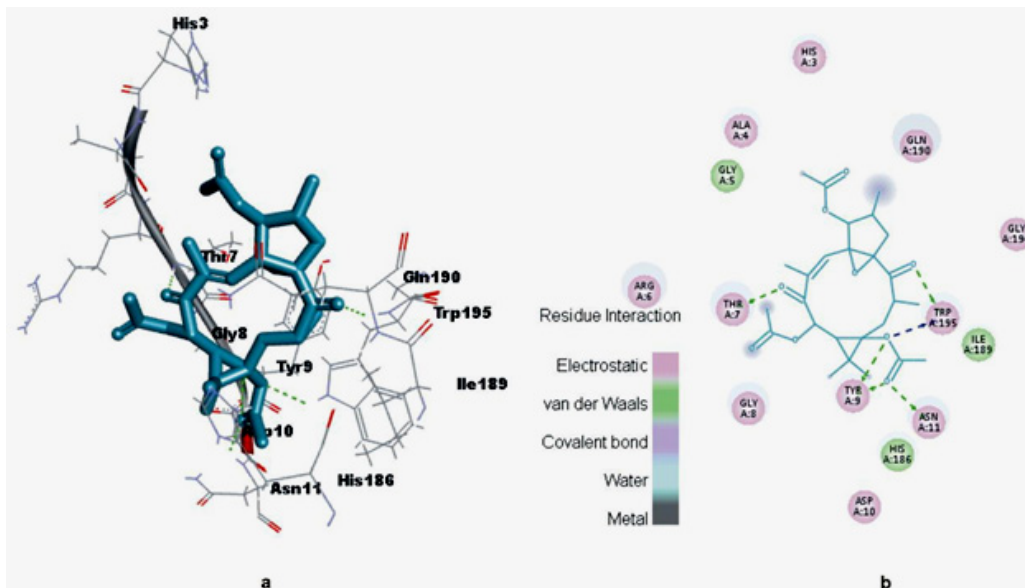 His3
Thr7
Gln190
Trp195
Gly8
Tyr9
Ile189
Asn11
His186
a
HIS
A:3
ALA
A:4
GLN
A:190
GLY
A:5
GLY
ARG
A:6
THR
A:7
TRP
A:195
ILE
A:189
TYR
A:9
GLY
A:8
ASN
A:11
HIS
A:186
ASP
A:10
Residue Interaction
Electrostatic
van der Waals
Covalent bond
Water
Metal
b